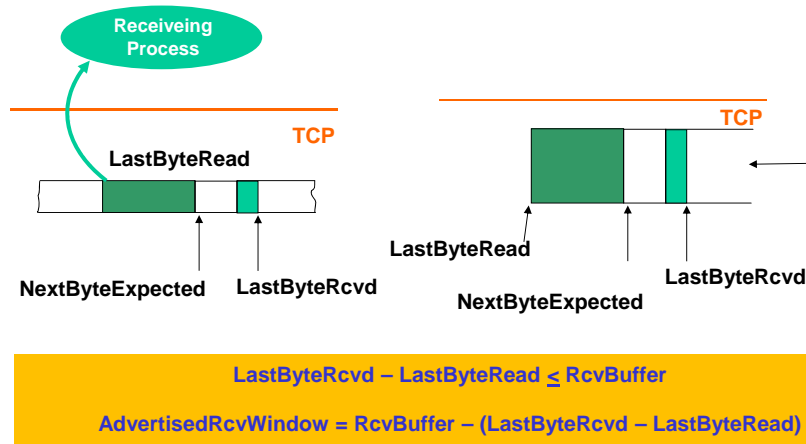 Receiveing
Process
TCP
LastByteRead
NextByteExpected
LastByteRcvd
TCP
LastByteRead
NextByteExpected
LastByteRcvd
LastByteRcvd – LastByteRead ≤ RcvBuffer
AdvertisedRcvWindow = RcvBuffer – (LastByteRcvd – LastByteRead)